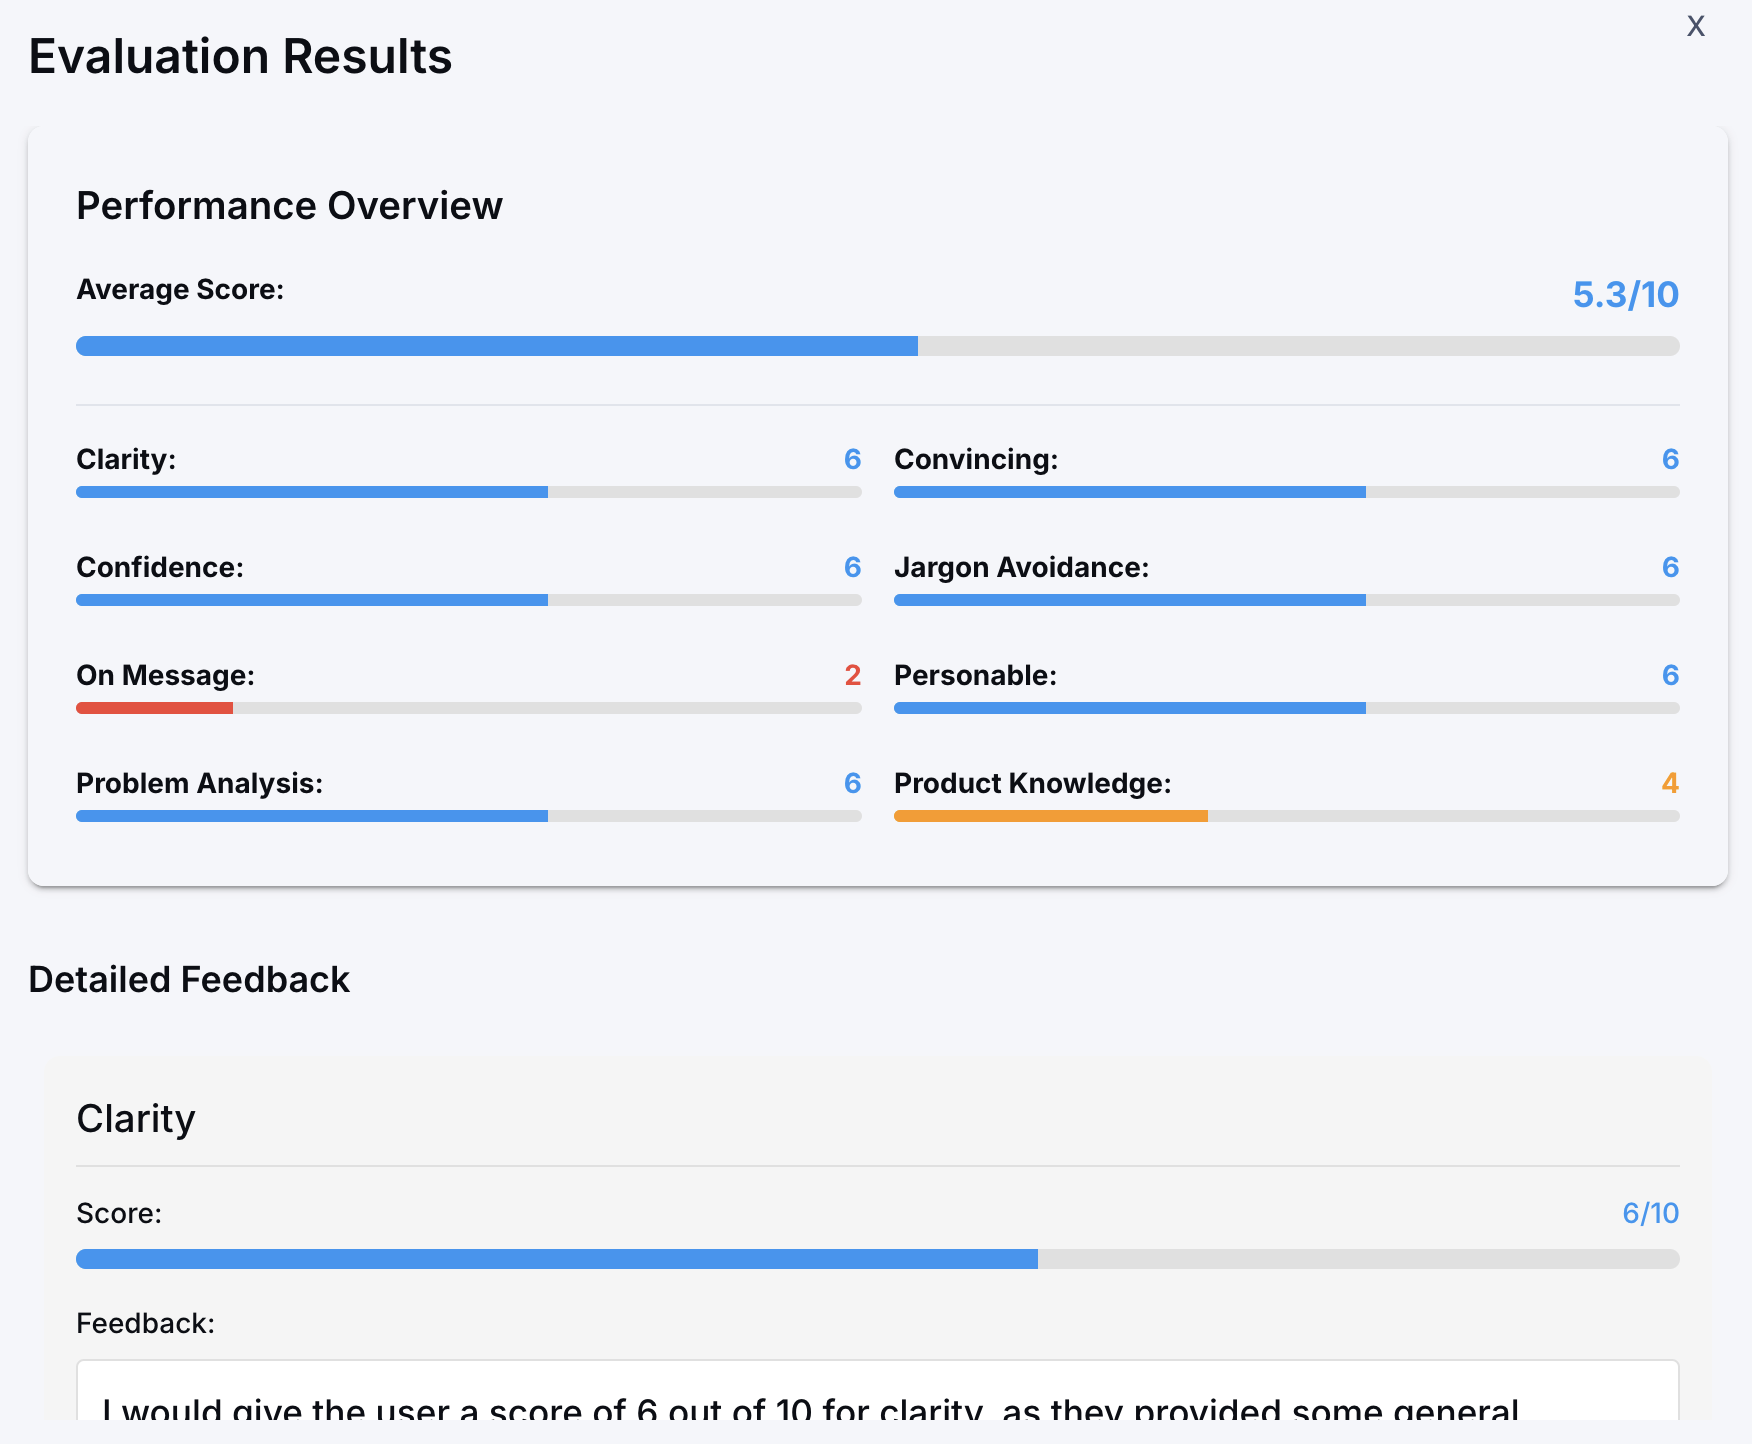 X
Evaluation Results
Performance Overview
Average Score: 5.3/10
Clarity: 6 Convincing: 6
Confidence: 6 Jargon Avoidance: 6
On Message: 2 Personable: 6
Problem Analysis: 6 Product Knowledge: 4
Detailed Feedback
Clarity
Score: 6/10
Feedback:
I would give the user a score of 6 out of 10 for clarity, as they provided some general